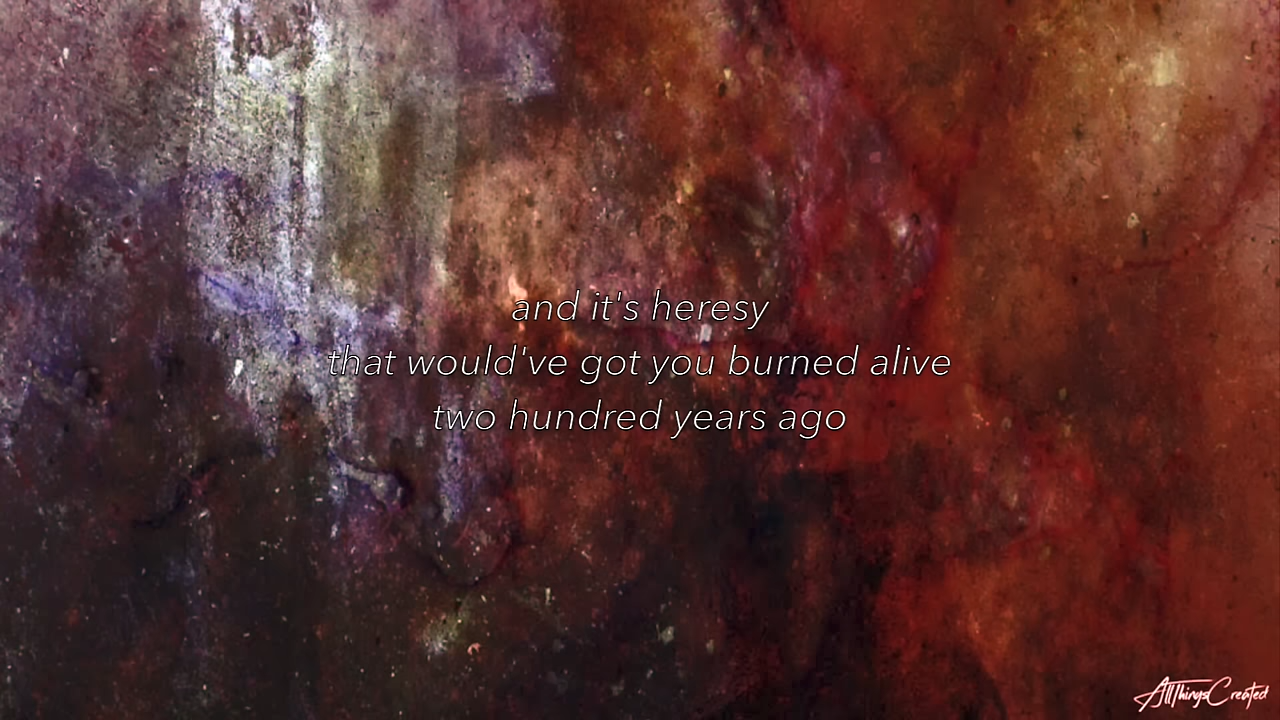 and it's heresy
that would've got you burned alive
two hundred years ago
AllThingsCreated